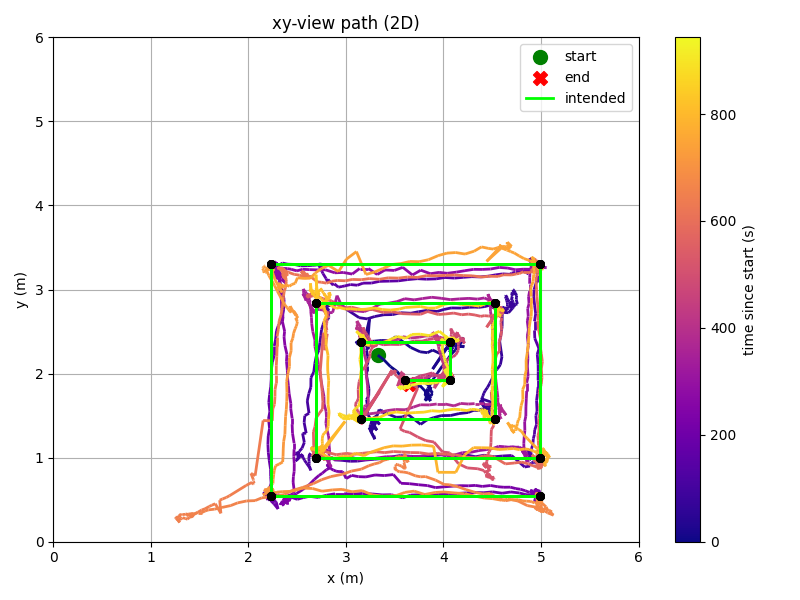 xy-view path (2D)
start
end
intended
6
5
4
3
2
1
0
y (m)
0 1 2 3 4 5 6
x (m)
800
600
400
200
0
time since start (s)